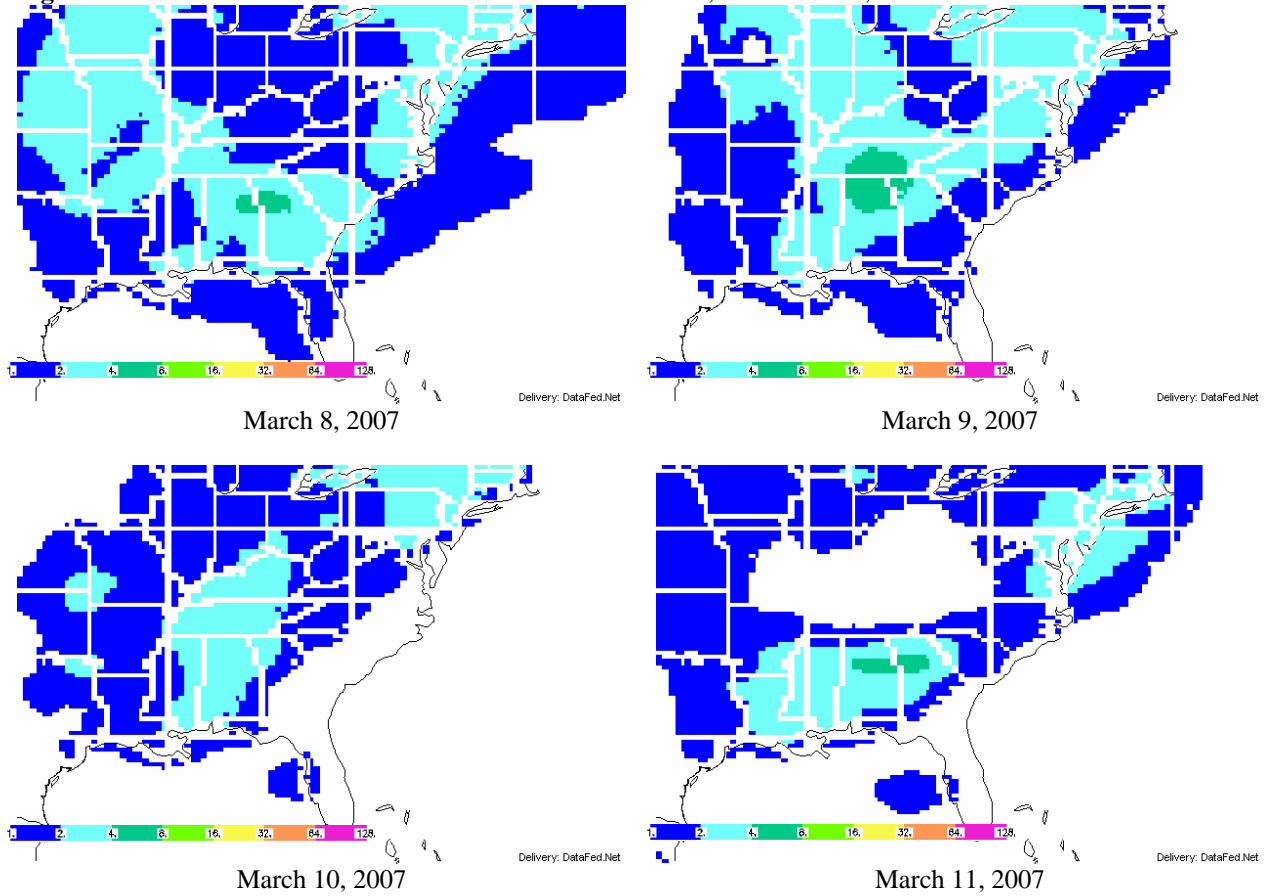 1. 2. 4. 8. 16. 32. 64. 128. 1. 2. 4. 8. 16. 32. 64. 128.
Delivery: DataFed.Net Delivery: DataFed.Net
March 8, 2007 March 9, 2007
1. 2. 4. 8. 16. 32. 64. 128. 1. 2. 4. 8. 16. 32. 64. 128.
Delivery: DataFed.Net Delivery: DataFed.Net
March 10, 2007 March 11, 2007